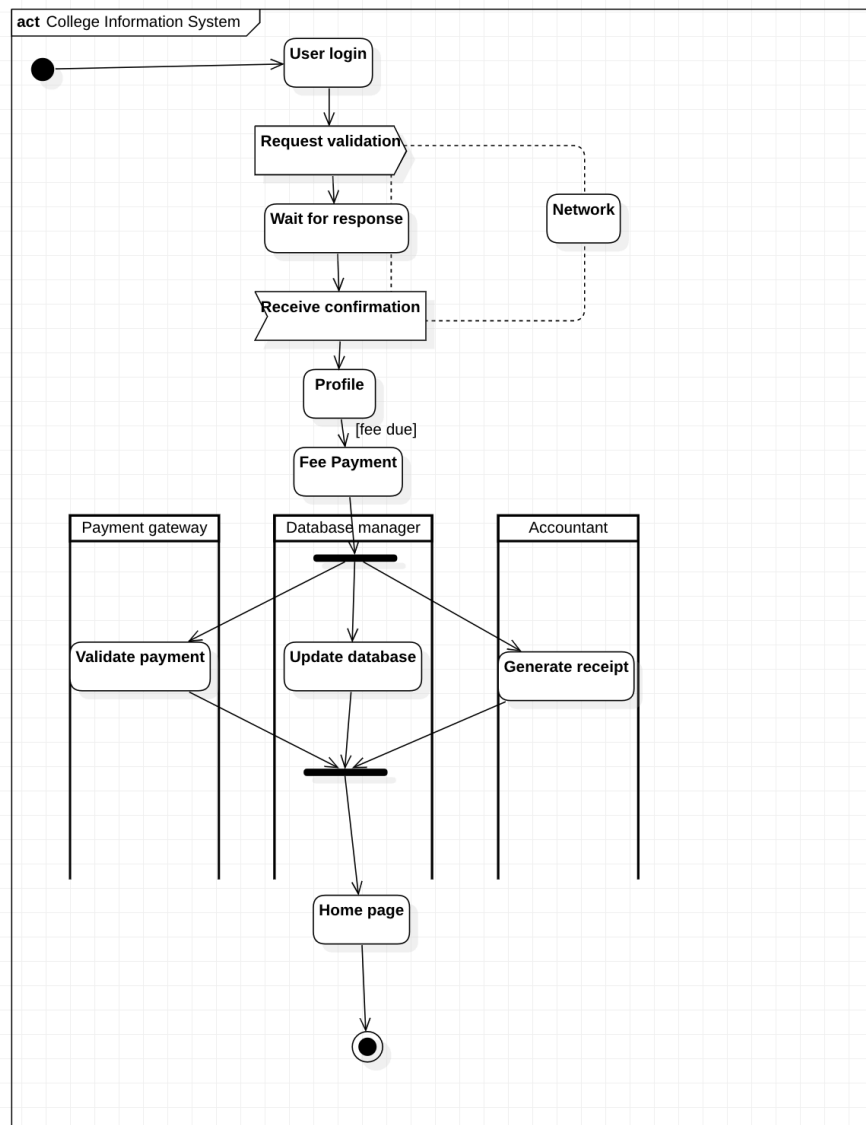 act College Information System
User login
Request validation
Wait for response
Network
Receive confirmation
Profile
[fee due]
Fee Payment
Payment gateway
Database manager
Accountant
Validate payment
Update database
Generate receipt
Home page